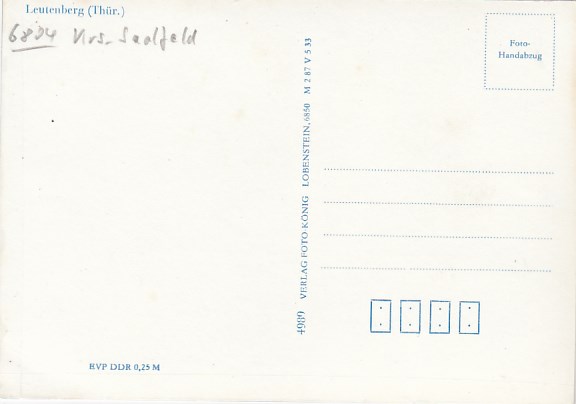 Leutenberg (Thür.)
6804 Krs. Saalfeld
Foto-
Handabzug
4989 VERLAG FOTO-KÖNIG LOBENSTEIN, 6850 M 2 87 V 5 33
EVP DDR 0,25 M